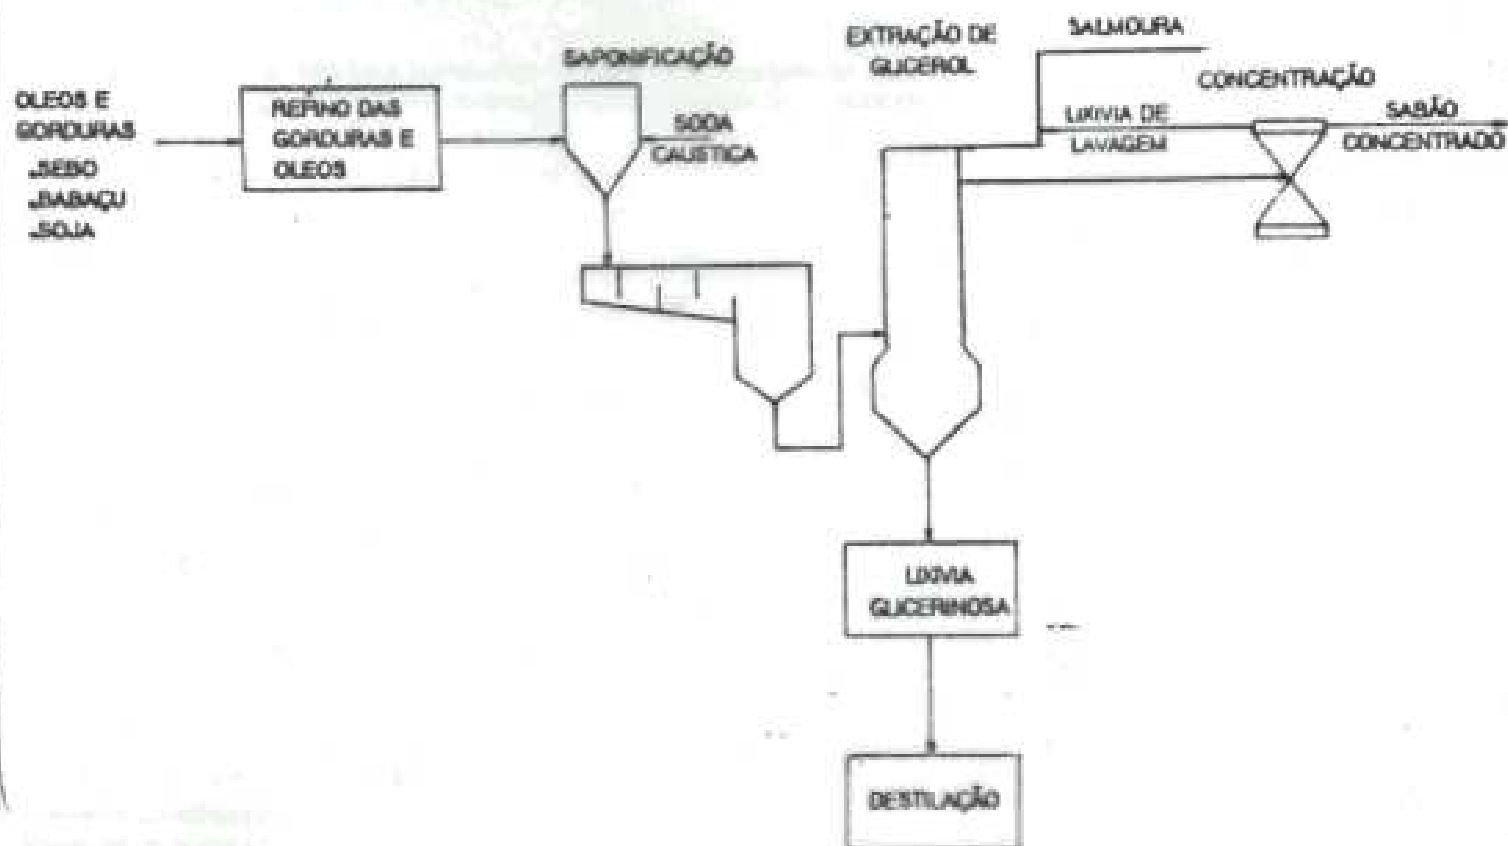 OLEOS E
GORDURAS
.SEBO
.BABAÇU
.SOJA
REFINO DAS
GORDURAS E
OLEOS
SAPONIFICAÇÃO
SODA
CAUSTICA
EXTRAÇÃO DE
GLICEROL
SALMOURA
LIXIVIA DE
LAVAGEM
CONCENTRAÇÃO
SABÃO
CONCENTRADO
LIXIVIA
GLICERINOSA
DESTILAÇÃO